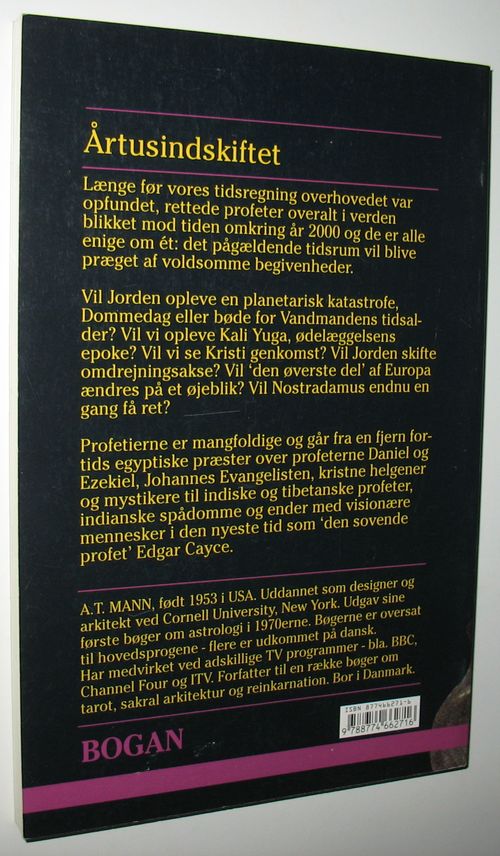 Årtusindskiftet
Længe før vores tidsregning overhovedet var
opfundet, rettede profeter overalt i verden
blikket mod tiden omkring år 2000 og de er alle
enige om ét: det pågældende tidsrum vil blive
præget af voldsomme begivenheder.
Vil Jorden opleve en planetarisk katastrofe,
Dommedag eller bøde for Vandmandens tidsal-
der? Vil vi opleve Kali Yuga, ødelæggelsens
epoke? Vil vi se Kristi genkomst? Vil Jorden skifte
omdrejningsakse? Vil 'den øverste del' af Europa
ændres på et øjeblik? Vil Nostradamus endnu en
gang få ret?
Profetierne er mangfoldige og går fra en fjern for-
tids egyptiske præster over profeterne Daniel og
Ezekiel, Johannes Evangelisten, kristne helgener
og mystikere til indiske og tibetanske profeter,
indianske spådomme og ender med visionære
mennesker i den nyeste tid som 'den sovende
profet' Edgar Cayce.
A.T. MANN, født 1953 i USA. Uddannet som designer og
arkitekt ved Cornell University, New York. Udgav sine
første bøger om astrologi i 1970erne. Bøgerne er oversat
til hovedsprogene - flere er udkommet på dansk.
Har medvirket ved adskillige TV programmer - bla. BBC,
Channel Four og ITV. Forfatter til en række bøger om
tarot, sakral arkitektur og reinkarnation. Bor i Danmark.
ISBN 877466271-6
9 788774 662716
BOGAN